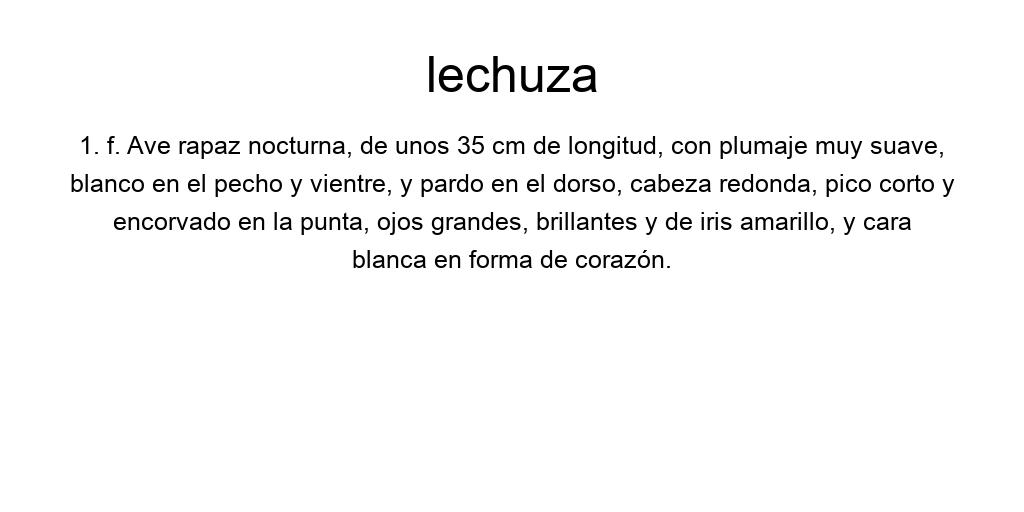 lechuza
1. f. Ave rapaz nocturna, de unos 35 cm de longitud, con plumaje muy suave,
blanco en el pecho y vientre, y pardo en el dorso, cabeza redonda, pico corto y
encorvado en la punta, ojos grandes, brillantes y de iris amarillo, y cara
blanca en forma de corazón.